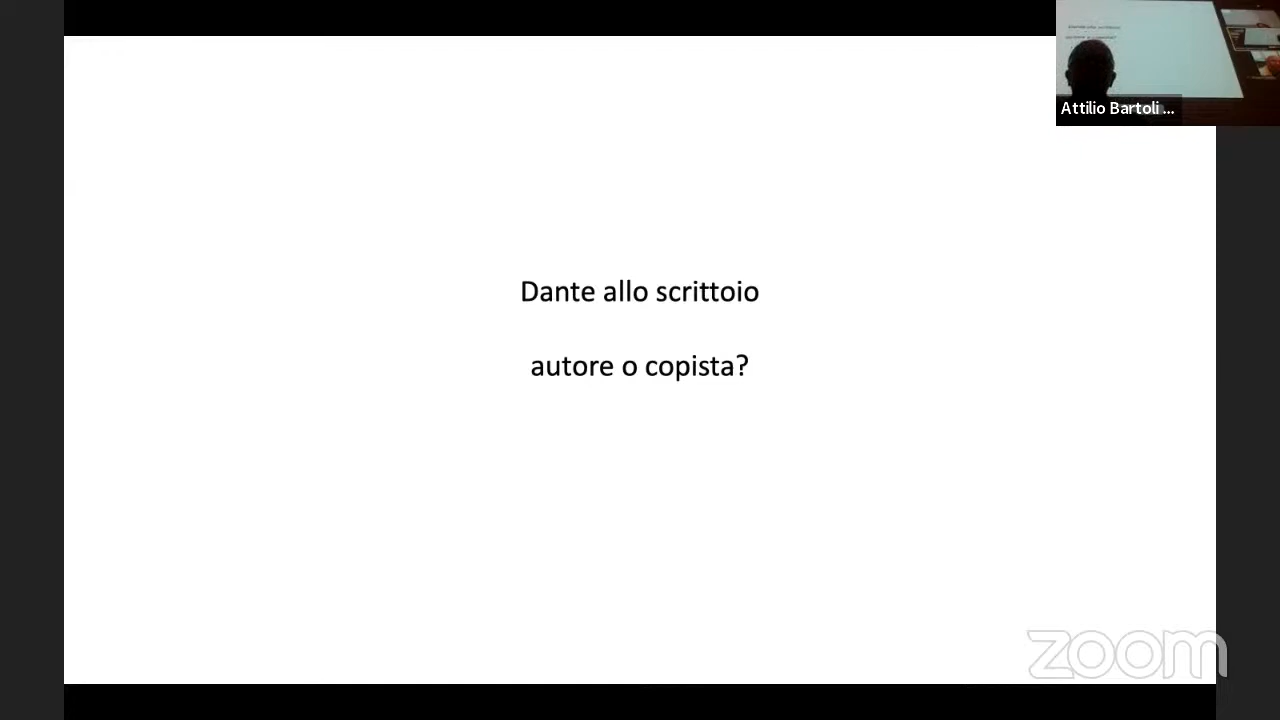 Dante allo scrittoio
autore o copista?
Attilio Bartoli ...
zoom